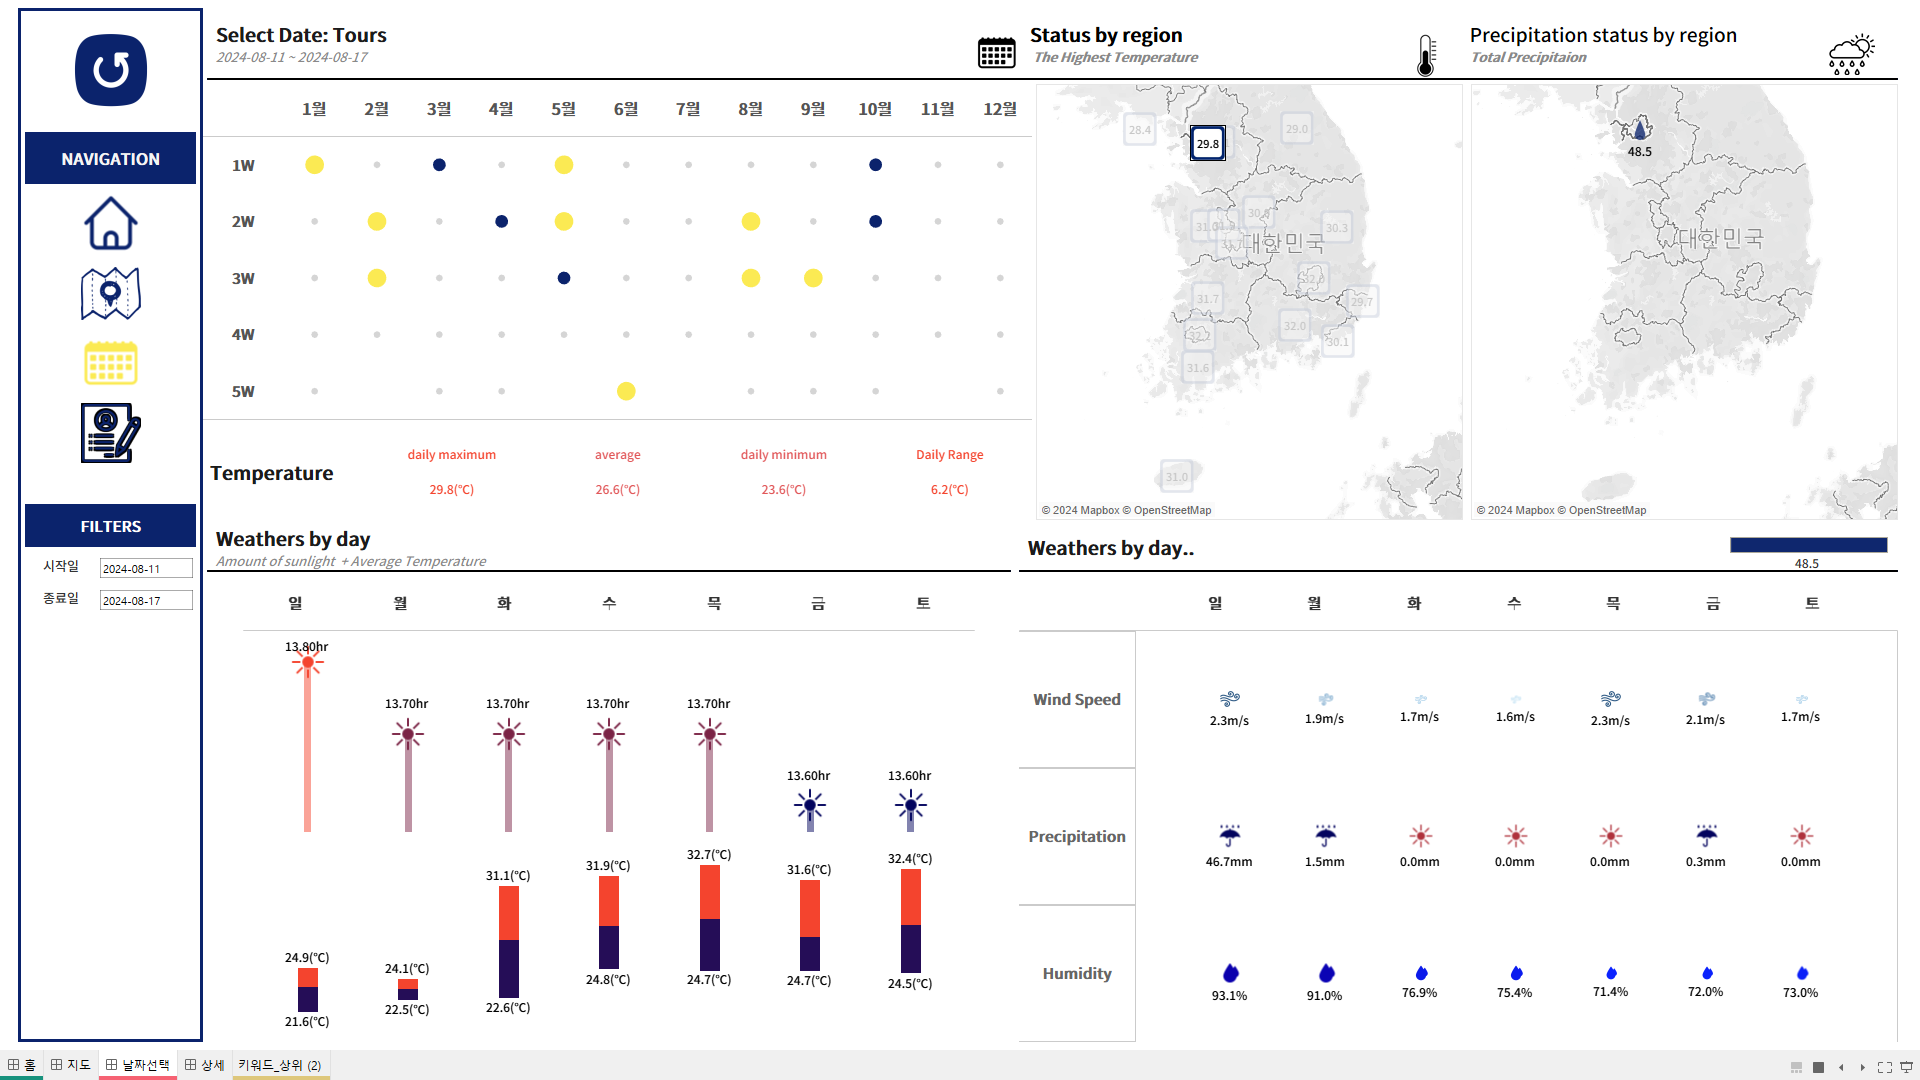 NAVIGATION
FILTERS
시작일 2024-08-11
종료일 2024-08-17
Select Date: Tours
2024-08-11 ~ 2024-08-17
1월 2월 3월 4월 5월 6월 7월 8월 9월 10월 11월 12월
1W
2W
3W
4W
5W
Temperature
daily maximum average daily minimum Daily Range
29.8(℃) 26.6(℃) 23.6(℃) 6.2(℃)
Status by region
The Highest Temperature
28.4
29.8
29.0
30.3
대한민국
31.7
29.7
32.0
32.2
30.1
31.6
31.0
© 2024 Mapbox © OpenStreetMap
Precipitation status by region
Total Precipitaion
48.5
대한민국
© 2024 Mapbox © OpenStreetMap
Weathers by day
Amount of sunlight + Average Temperature
일 월 화 수 목 금 토
13.80hr
13.70hr 13.70hr 13.70hr 13.70hr
13.60hr 13.60hr
24.9(℃) 24.1(℃) 31.1(℃) 31.9(℃) 32.7(℃) 31.6(℃) 32.4(℃)
21.6(℃) 22.5(℃) 22.6(℃) 24.8(℃) 24.7(℃) 24.7(℃) 24.5(℃)
Weathers by day..
48.5
일 월 화 수 목 금 토
Wind Speed
2.3m/s 1.9m/s 1.7m/s 1.6m/s 2.3m/s 2.1m/s 1.7m/s
Precipitation
46.7mm 1.5mm 0.0mm 0.0mm 0.0mm 0.3mm 0.0mm
Humidity
93.1% 91.0% 76.9% 75.4% 71.4% 72.0% 73.0%
홈 지도 날짜선택 상세 키워드_상위 (2)